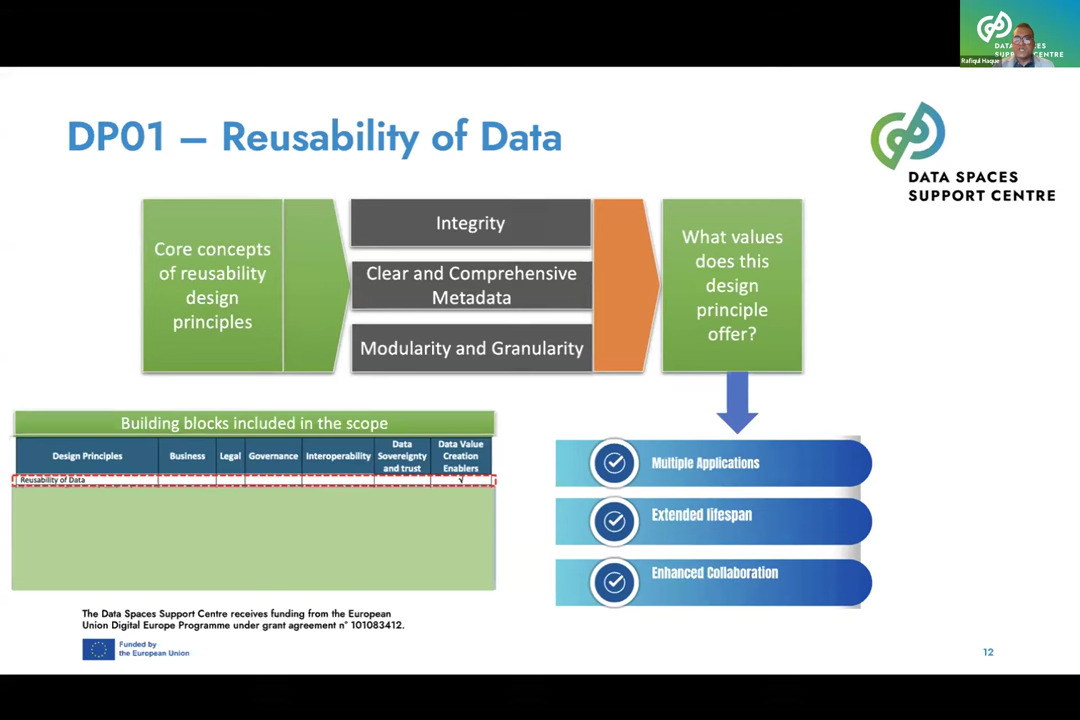 DATA SPACES
SUPPORT CENTRE
Rafiqul Haque
DP01 – Reusability of Data
DATA SPACES
SUPPORT CENTRE
Core concepts
of reusability
design
principles
Integrity
Clear and Comprehensive
Metadata
Modularity and Granularity
What values
does this
design
principle
offer?
Building blocks included in the scope
Design Principles
Business
Legal
Governance
Interoperability
Data
Sovereignty
and trust
Data Value
Creation
Enablers
Reusability of Data
√
Multiple Applications
Extended lifespan
Enhanced Collaboration
The Data Spaces Support Centre receives funding from the European
Union Digital Europe Programme under grant agreement n° 101083412.
Funded by
the European Union
12